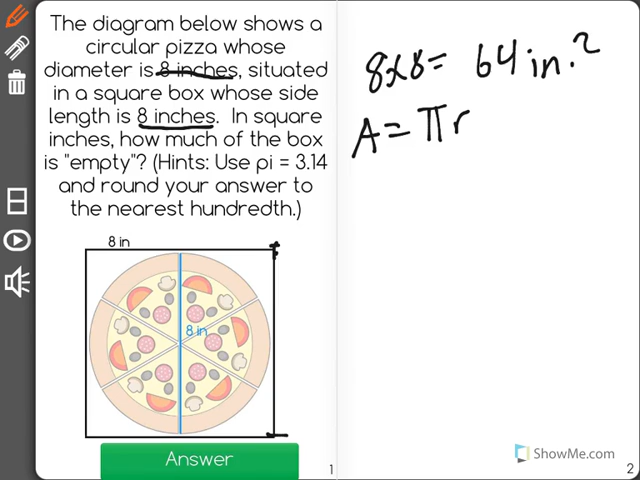 The diagram below shows a
circular pizza whose
diameter is 8 inches, situated
in a square box whose side
length is 8 inches. In square
inches, how much of the box
is "empty"? (Hints: Use pi = 3.14
and round your answer to
the nearest hundredth.)
8 in
8 in
Answer
1
8x8= 64 in.²
A = πr
ShowMe.com
2